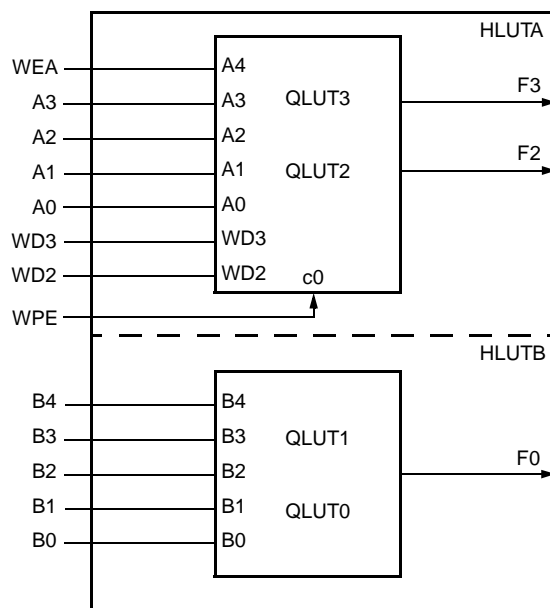 HLUTA
WEA A4
F3
A3 A3 QLUT3
A2 A2
F2
A1 A1 QLUT2
A0 A0
WD3 WD3
WD2 WD2 c0
WPE
HLUTB
B4 B4
B3 B3 QLUT1
F0
B2 B2
B1 B1 QLUT0
B0 B0